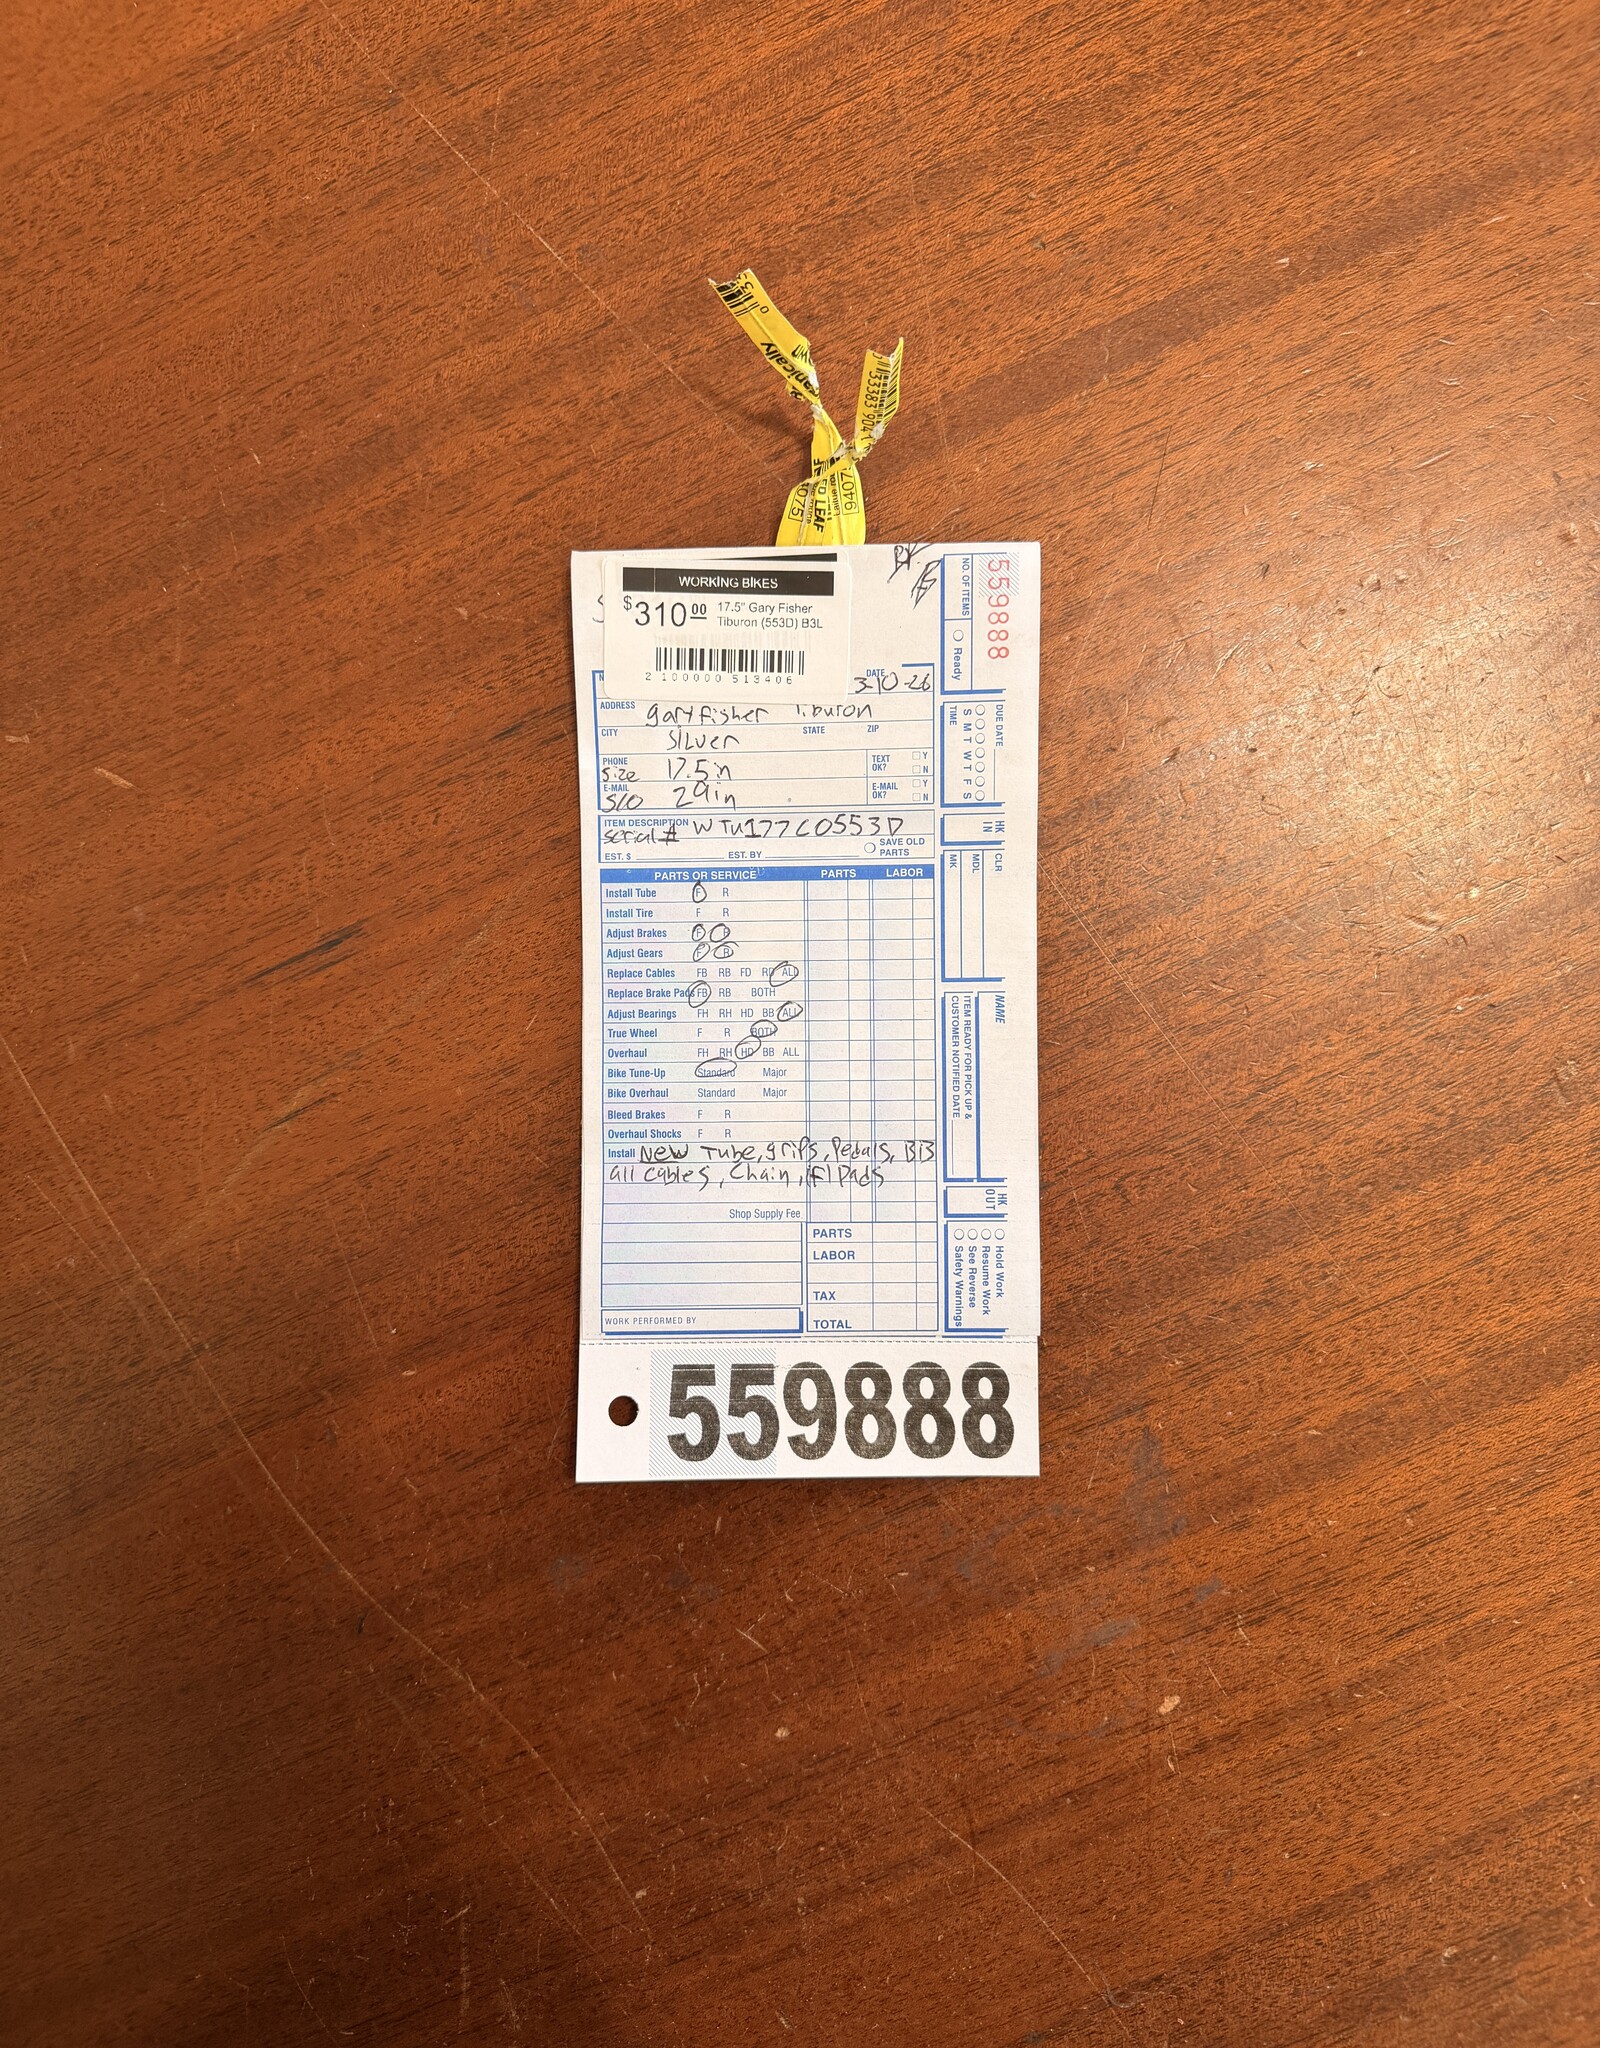 WORKING BIKES
$310.00 17.5" Gary Fisher
Tiburon (553D) B3L
2 100000 513406
559888
NO. OF ITEMS
Ready
DATE 3-10-26
ADDRESS gary fisher Tiburon
CITY Silver STATE ZIP
PHONE TEXT OK? Y N
Size 17.5in
E-MAIL E-MAIL OK? Y N
S/O 29in
ITEM DESCRIPTION
serial # WTU177C0553D
SAVE OLD PARTS
EST. $ EST. BY
PARTS OR SERVICE PARTS LABOR
Install Tube F R
Install Tire F R
Adjust Brakes F
Adjust Gears F R
Replace Cables FB RB FD RD ALL
Replace Brake Pads FB RB BOTH
Adjust Bearings FH RH HD BB ALL
True Wheel F R BOTH
Overhaul FH RH HD BB ALL
Bike Tune-Up Standard Major
Bike Overhaul Standard Major
Bleed Brakes F R
Overhaul Shocks F R
Install New Tube, grips, Pedals, BB
all cables, Chain, (F) Pads
Shop Supply Fee
PARTS
LABOR
TAX
TOTAL
WORK PERFORMED BY
DUE DATE
S M T W T F S
TIME
HK IN
CLR
MDL
MK
NAME
ITEM READY FOR PICK UP &
CUSTOMER NOTIFIED DATE
HK OUT
Hold Work
Resume Work
See Reverse
Safety Warnings
559888
33383 904
LEAF
9407